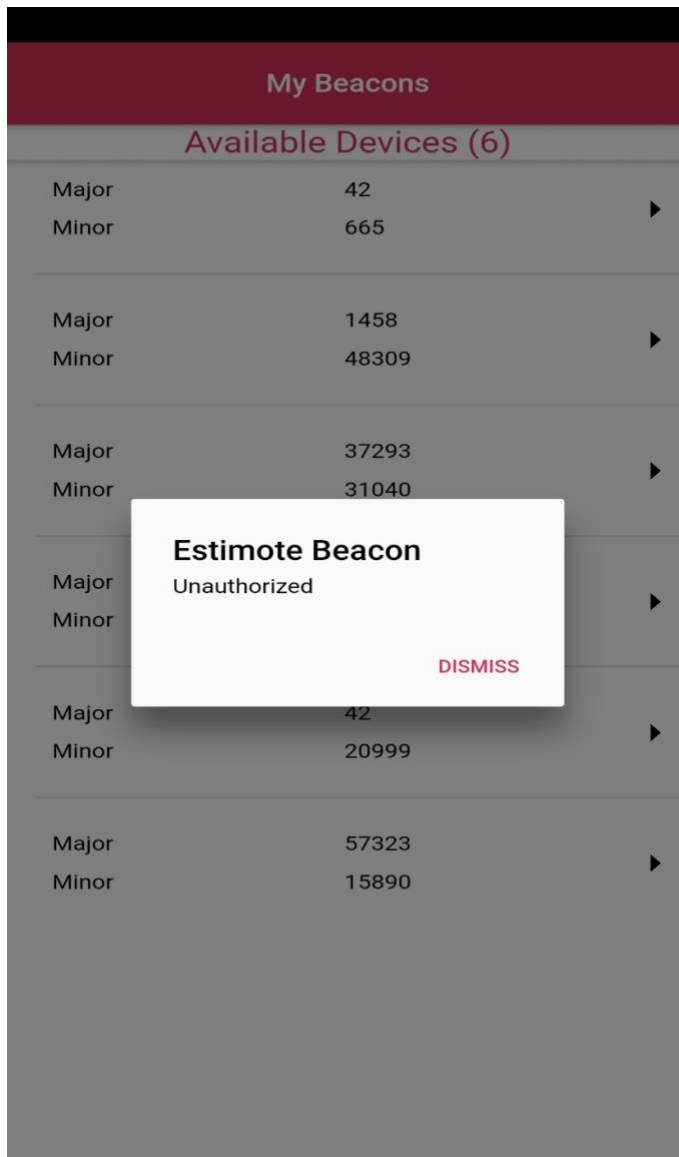 My Beacons
Available Devices (6)
Major 42
Minor 665
Major 1458
Minor 48309
Major 37293
Minor 31040
Estimote Beacon
Major
Unauthorized
Minor
DISMISS
Major 42
Minor 20999
Major 57323
Minor 15890